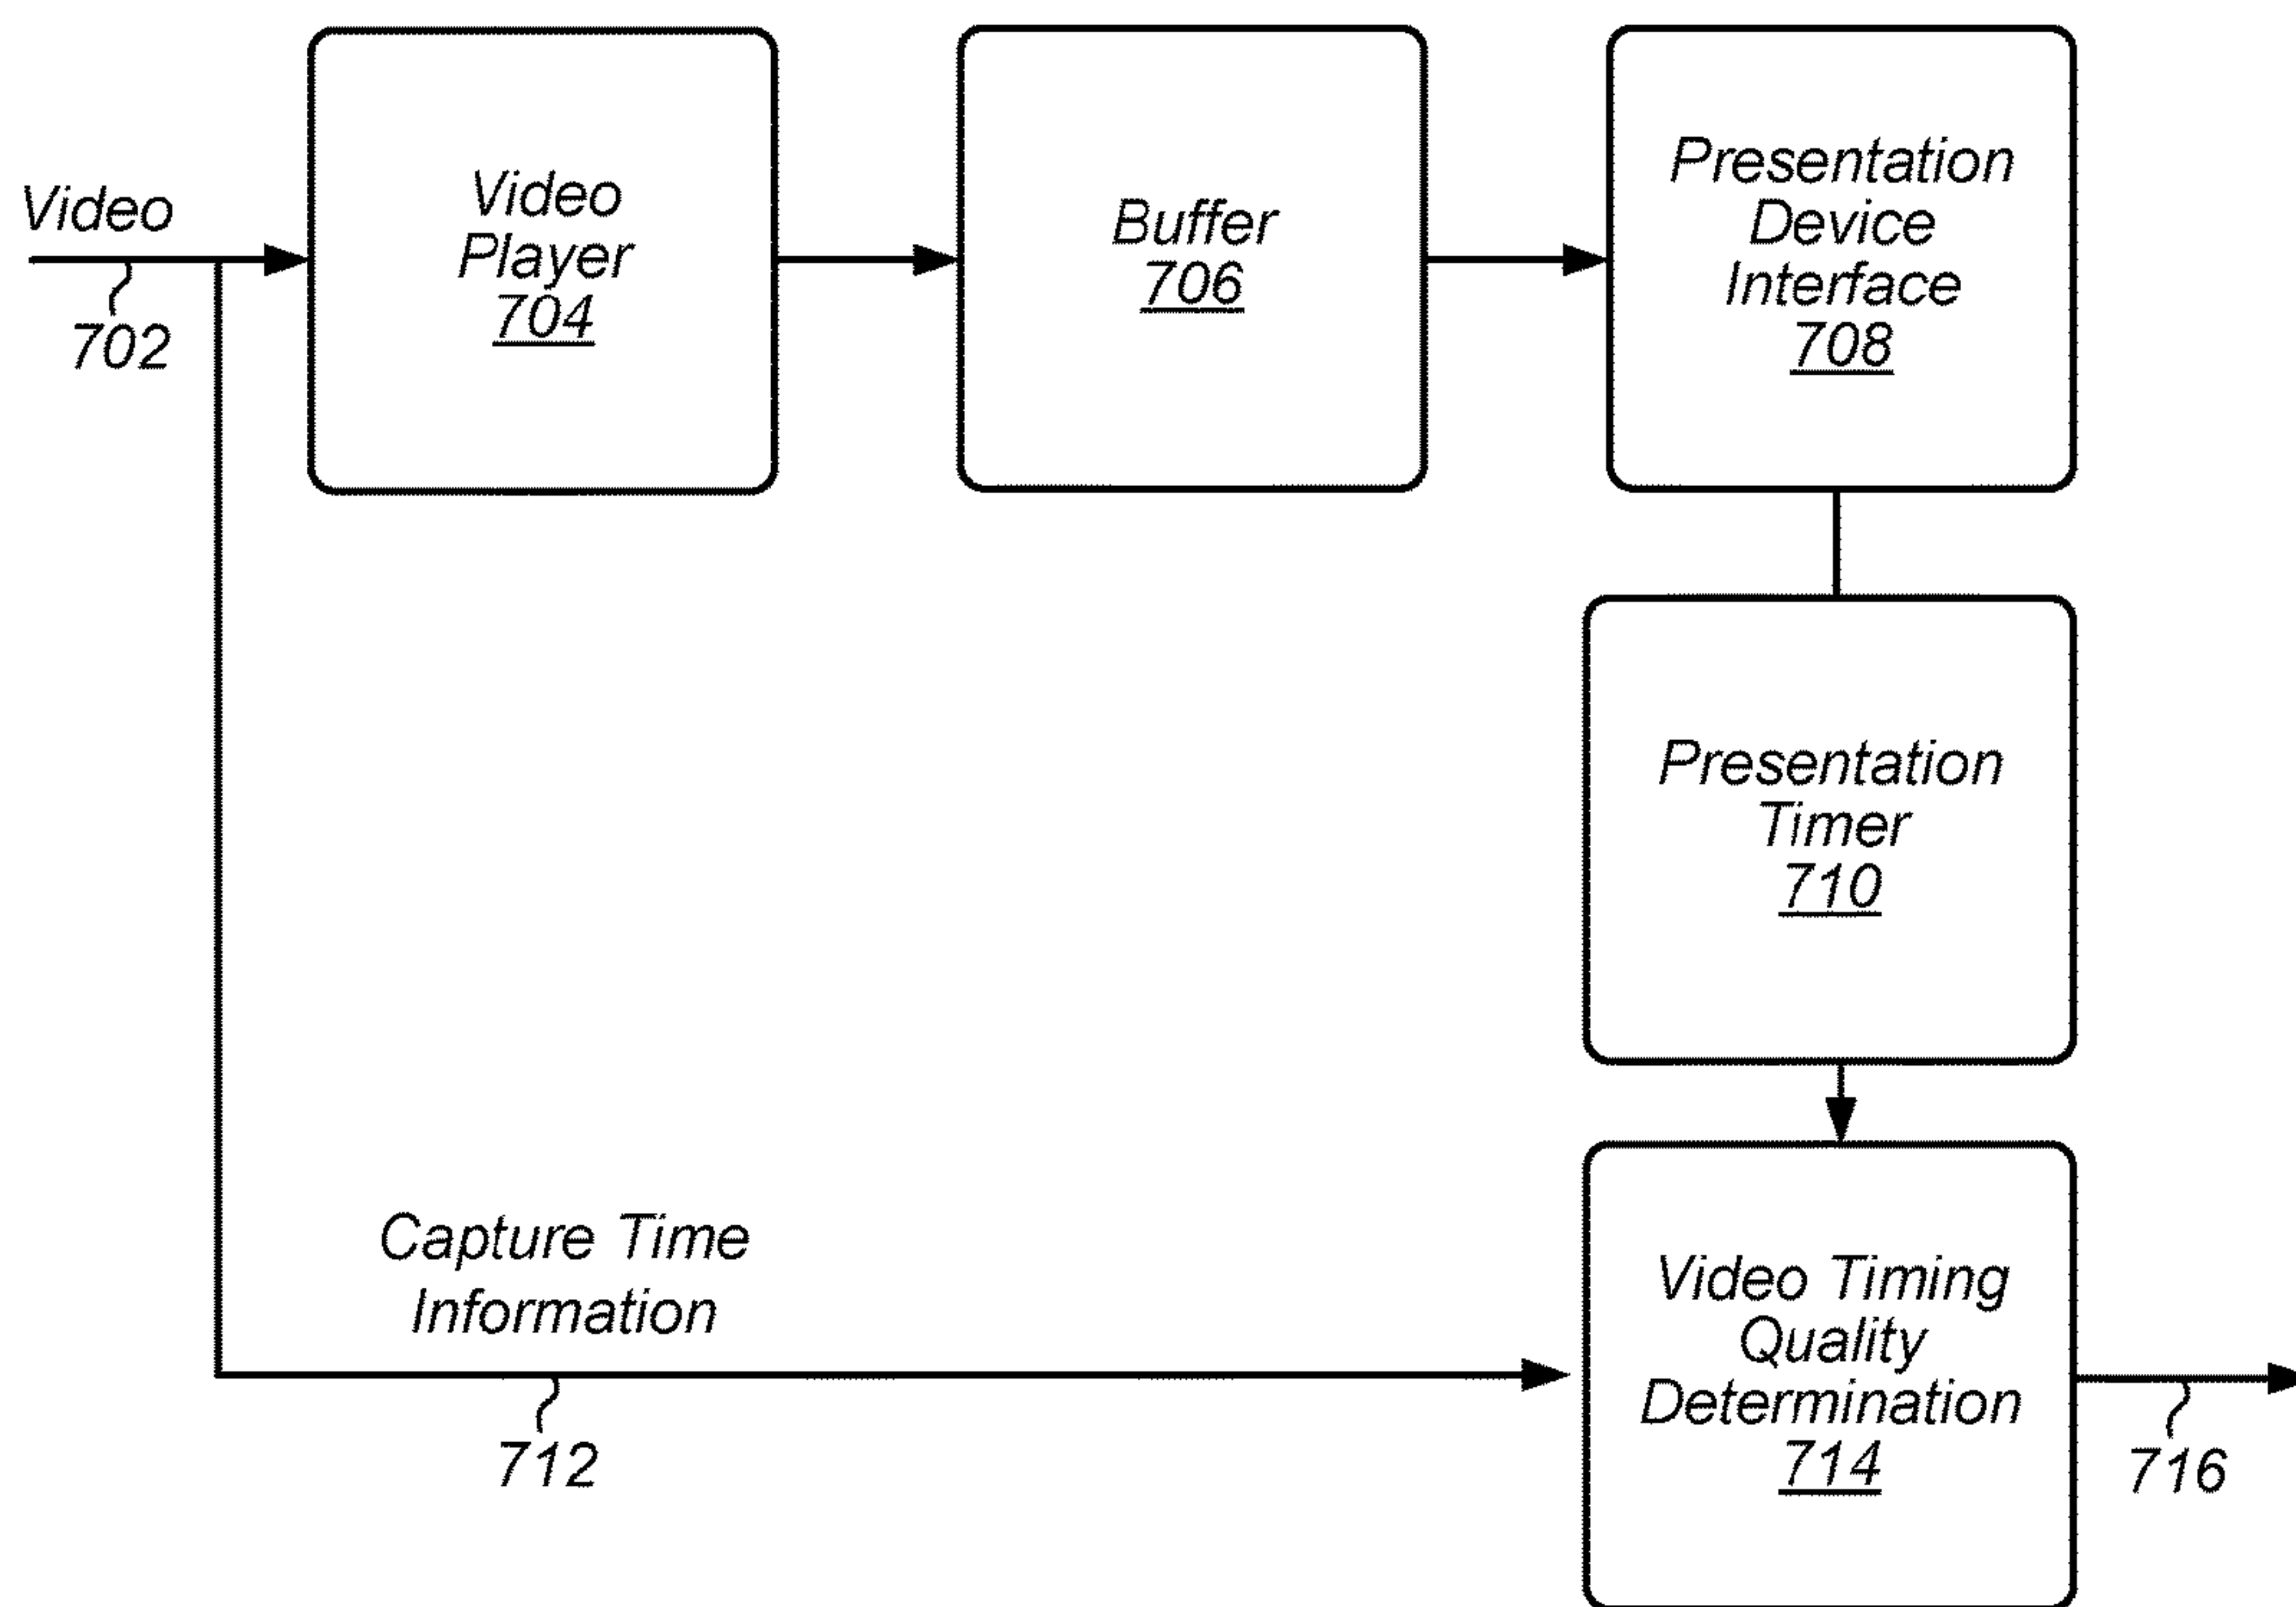 Video
702
Video
Player
704
Buffer
706
Presentation
Device
Interface
708
Presentation
Timer
710
Capture Time
Information
712
Video Timing
Quality
Determination
714
716